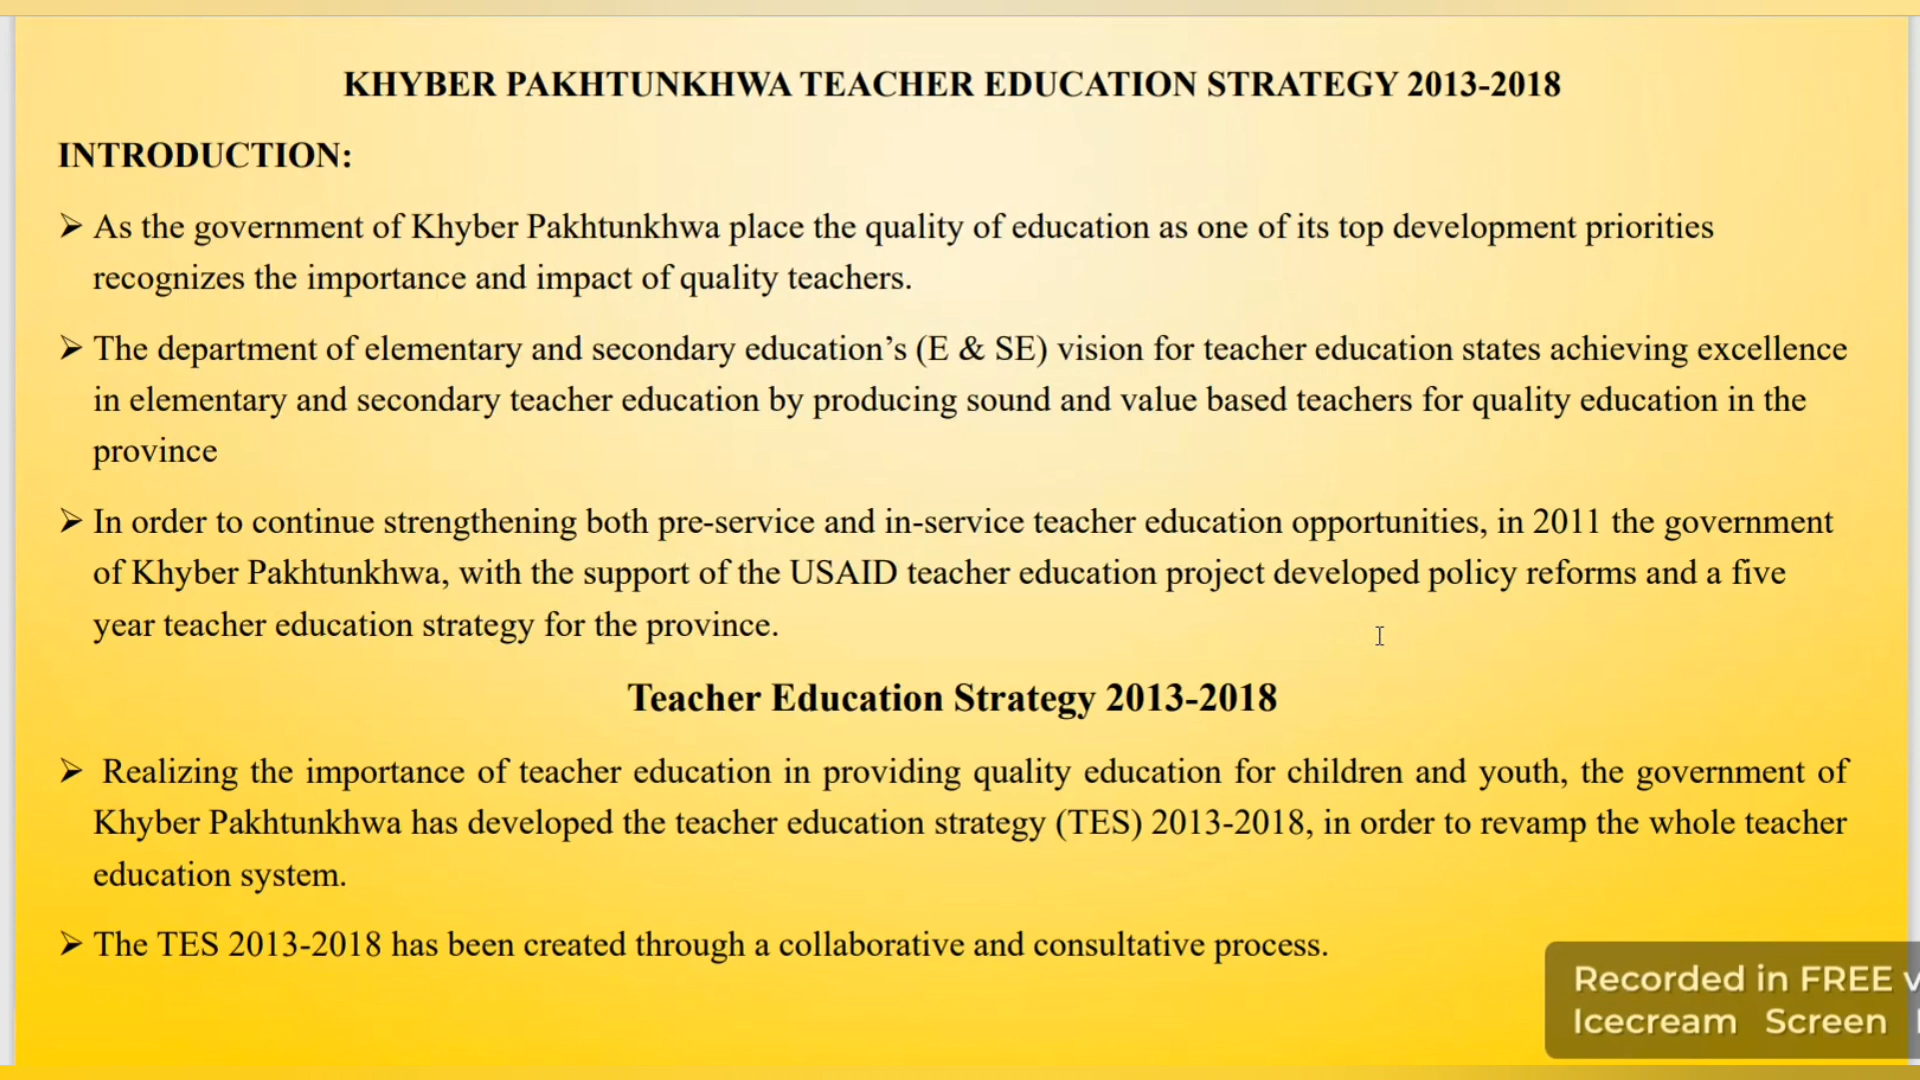 KHYBER PAKHTUNKHWA TEACHER EDUCATION STRATEGY 2013-2018
INTRODUCTION:
➢ As the government of Khyber Pakhtunkhwa place the quality of education as one of its top development priorities
recognizes the importance and impact of quality teachers.
➢ The department of elementary and secondary education’s (E & SE) vision for teacher education states achieving excellence
in elementary and secondary teacher education by producing sound and value based teachers for quality education in the
province
➢ In order to continue strengthening both pre-service and in-service teacher education opportunities, in 2011 the government
of Khyber Pakhtunkhwa, with the support of the USAID teacher education project developed policy reforms and a five
year teacher education strategy for the province.
Teacher Education Strategy 2013-2018
➢ Realizing the importance of teacher education in providing quality education for children and youth, the government of
Khyber Pakhtunkhwa has developed the teacher education strategy (TES) 2013-2018, in order to revamp the whole teacher
education system.
➢ The TES 2013-2018 has been created through a collaborative and consultative process.
Recorded in FREE
Icecream Screen